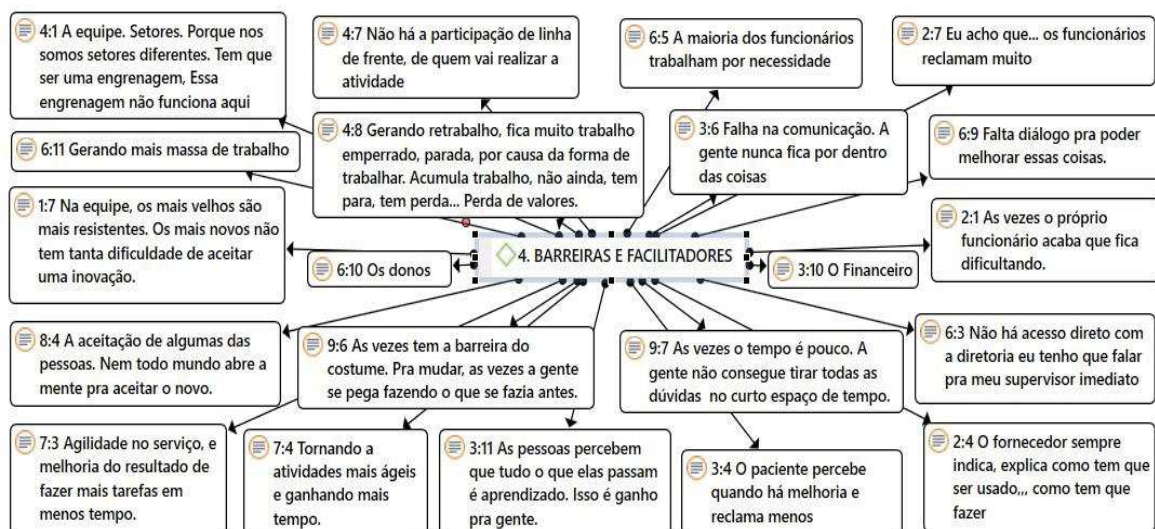 4:1 A equipe. Setores. Porque nos
somos setores diferentes. Tem que
ser uma engrenagem, Essa
engrenagem não funciona aqui
4:7 Não há a participação de linha
de frente, de quem vai realizar a
atividade
6:5 A maioria dos funcionários
trabalham por necessidade
2:7 Eu acho que... os funcionários
reclamam muito
6:11 Gerando mais massa de trabalho
4:8 Gerando retrabalho, fica muito trabalho
emperrado, parada, por causa da forma de
trabalhar. Acumula trabalho, não ainda, tem
para, tem perda... Perda de valores.
3:6 Falha na comunicação. A
gente nunca fica por dentro
das coisas
6:9 Falta diálogo pra poder
melhorar essas coisas.
1:7 Na equipe, os mais velhos são
mais resistentes. Os mais novos não
tem tanta dificuldade de aceitar
uma inovação.
2:1 As vezes o próprio
funcionário acaba que fica
dificultando.
6:10 Os donos
4. BARREIRAS E FACILITADORES
3:10 O Financeiro
8:4 A aceitação de algumas das
pessoas. Nem todo mundo abre a
mente pra aceitar o novo.
9:6 As vezes tem a barreira do
costume. Pra mudar, as vezes a gente
se pega fazendo o que se fazia antes.
9:7 As vezes o tempo é pouco. A
gente não consegue tirar todas as
dúvidas no curto espaço de tempo.
6:3 Não há acesso direto com
a diretoria eu tenho que falar
pra meu supervisor imediato
7:3 Agilidade no serviço, e
melhoria do resultado de
fazer mais tarefas em
menos tempo.
7:4 Tornando a
atividades mais ágeis
e ganhando mais
tempo.
3:11 As pessoas percebem
que tudo o que elas passam
é aprendizado. Isso é ganho
pra gente.
3:4 O paciente percebe
quando há melhoria e
reclama menos
2:4 O fornecedor sempre
indica, explica como tem que
ser usado,,, como tem que
fazer